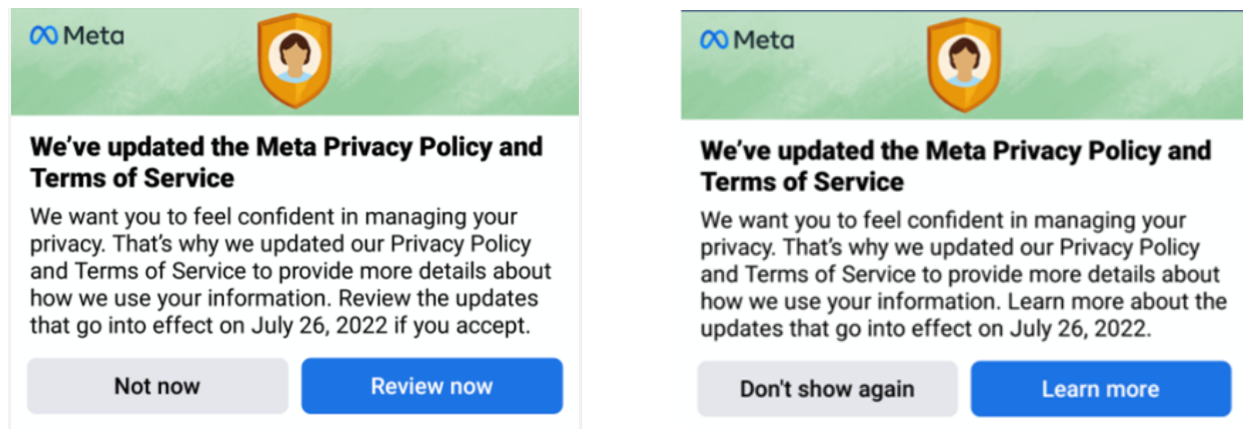 Meta
We've updated the Meta Privacy Policy and
Terms of Service
We want you to feel confident in managing your
privacy. That's why we updated our Privacy Policy
and Terms of Service to provide more details about
how we use your information. Review the updates
that go into effect on July 26, 2022 if you accept.
Not now
Review now
Meta
We've updated the Meta Privacy Policy and
Terms of Service
We want you to feel confident in managing your
privacy. That's why we updated our Privacy Policy
and Terms of Service to provide more details about
how we use your information. Learn more about the
updates that go into effect on July 26, 2022.
Don't show again
Learn more